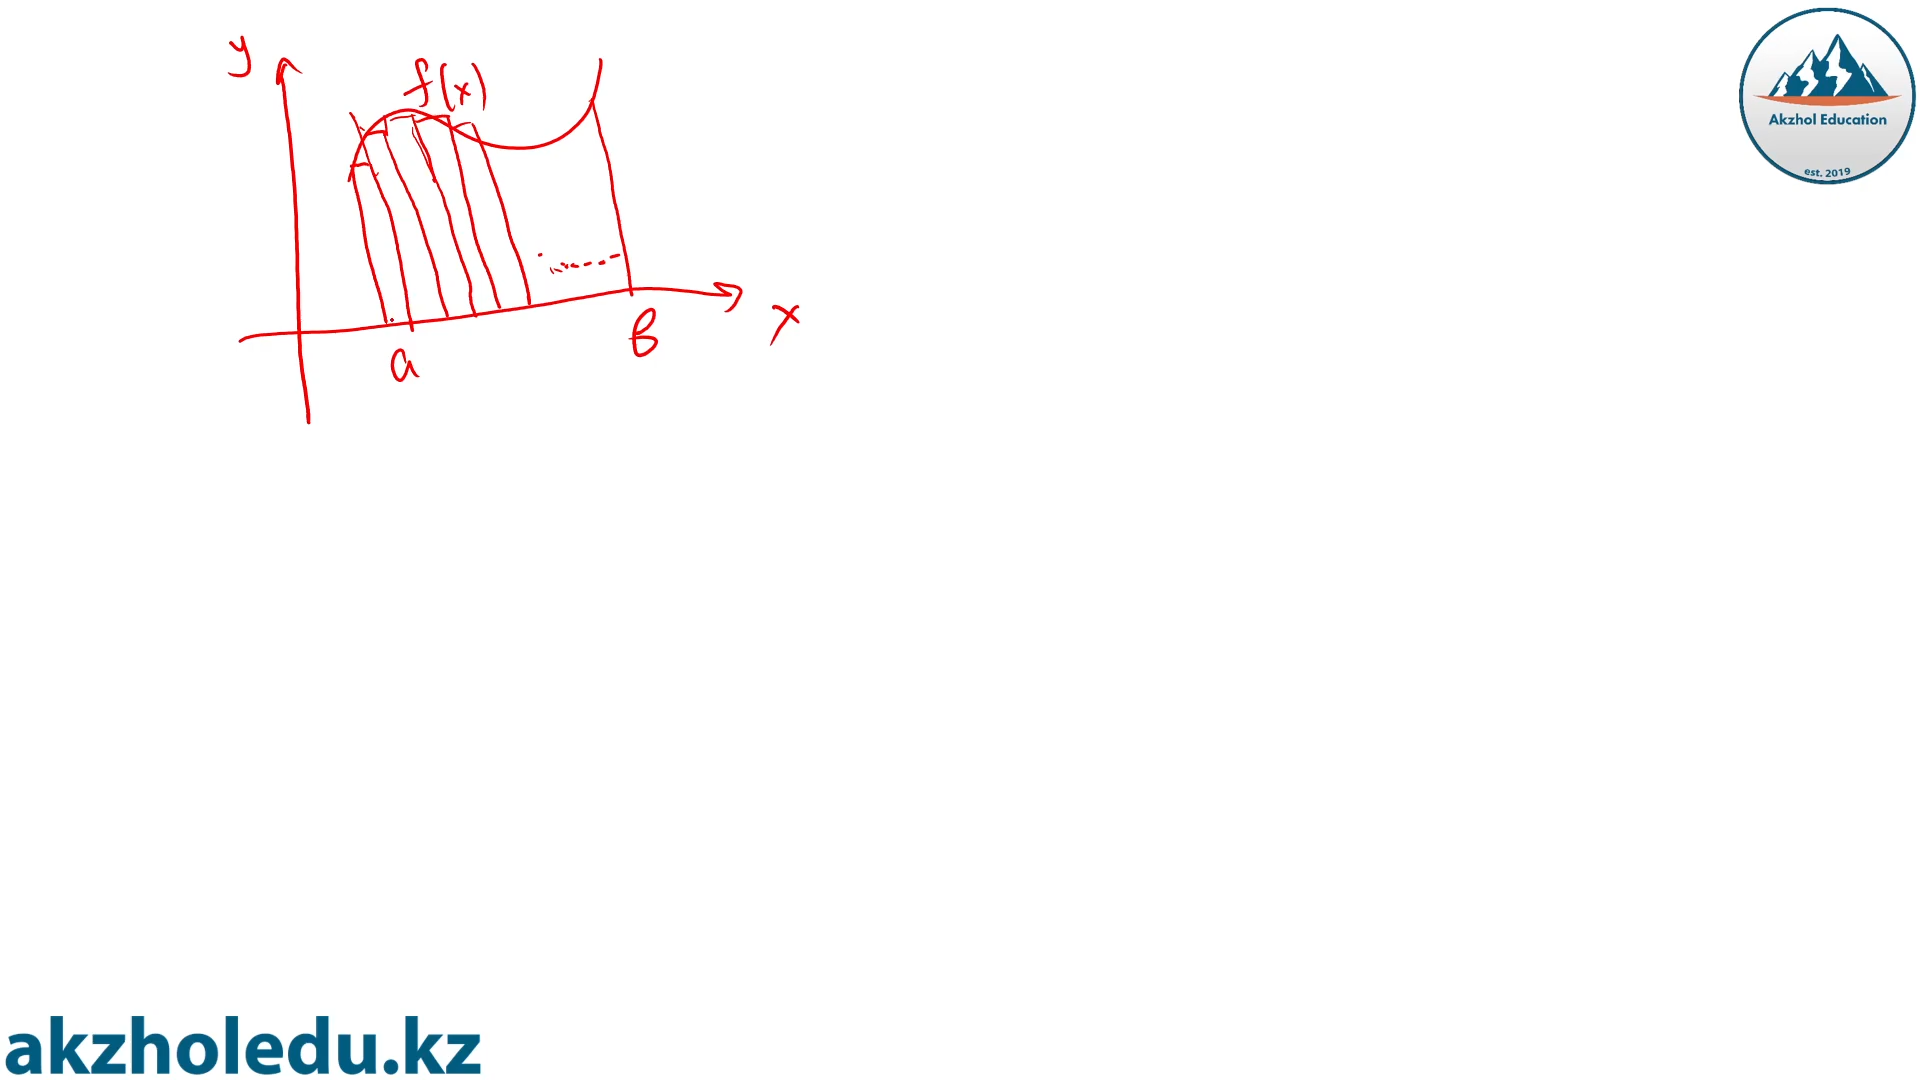 y
f(x)
a
в
x
Akzhol Education
est. 2019
akzholedu.kz